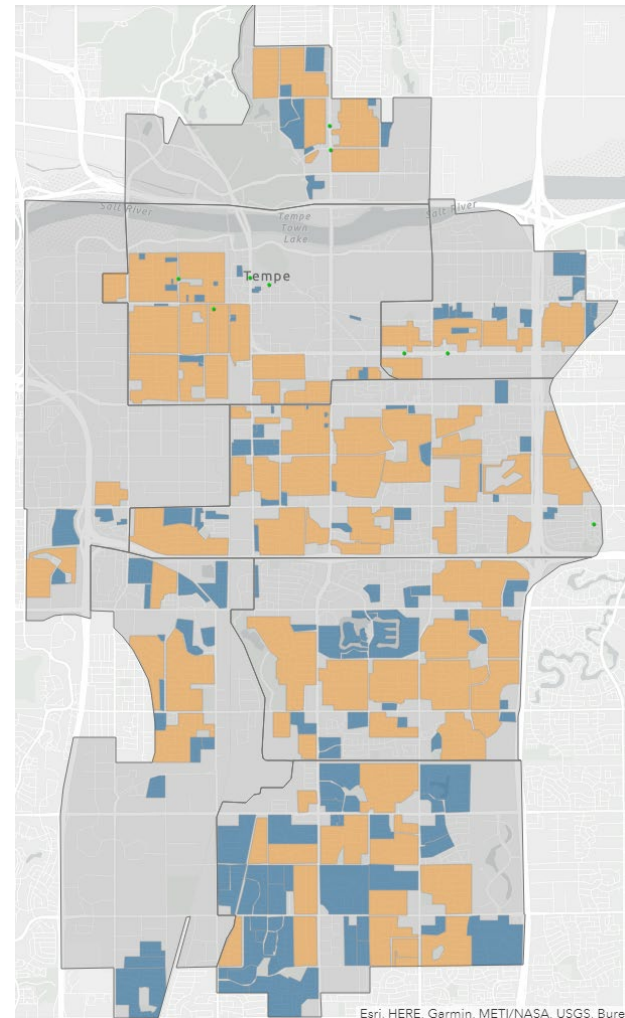 Salt River
Salt River
Tempe
Town
Lake
Tempe
Esri, HERE, Garmin, METI/NASA, USGS, Bure